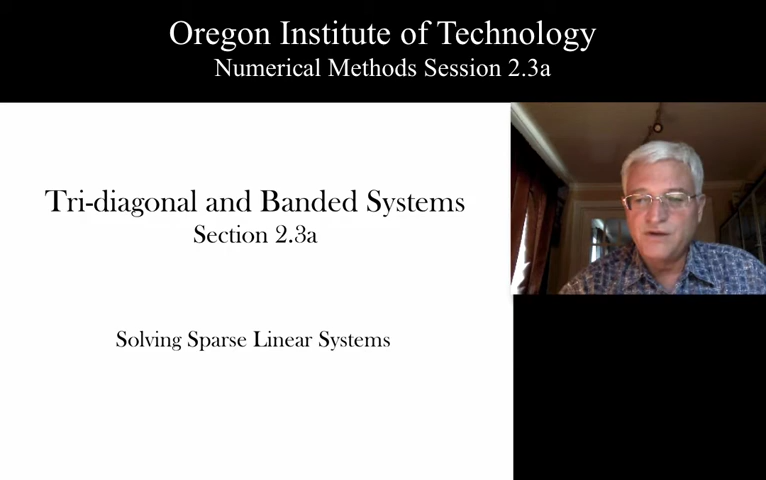 Oregon Institute of Technology
Numerical Methods Session 2.3a
Tri-diagonal and Banded Systems
Section 2.3a
Solving Sparse Linear Systems